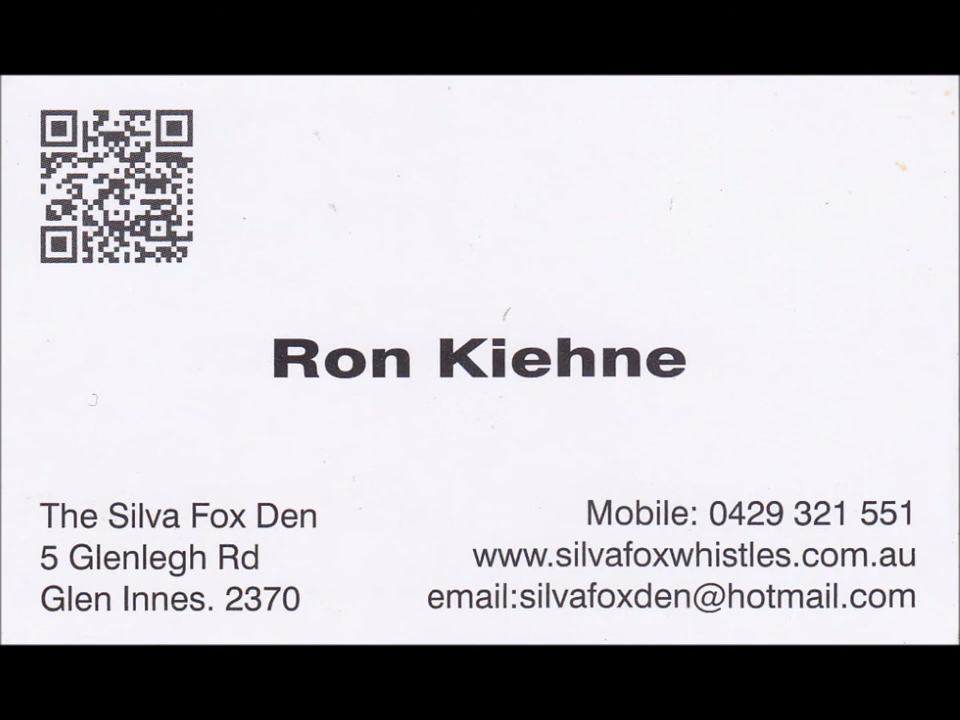 Ron Kiehne
The Silva Fox Den
5 Glenlegh Rd
Glen Innes. 2370
Mobile: 0429 321 551
www.silvafoxwhistles.com.au
email:silvafoxden@hotmail.com